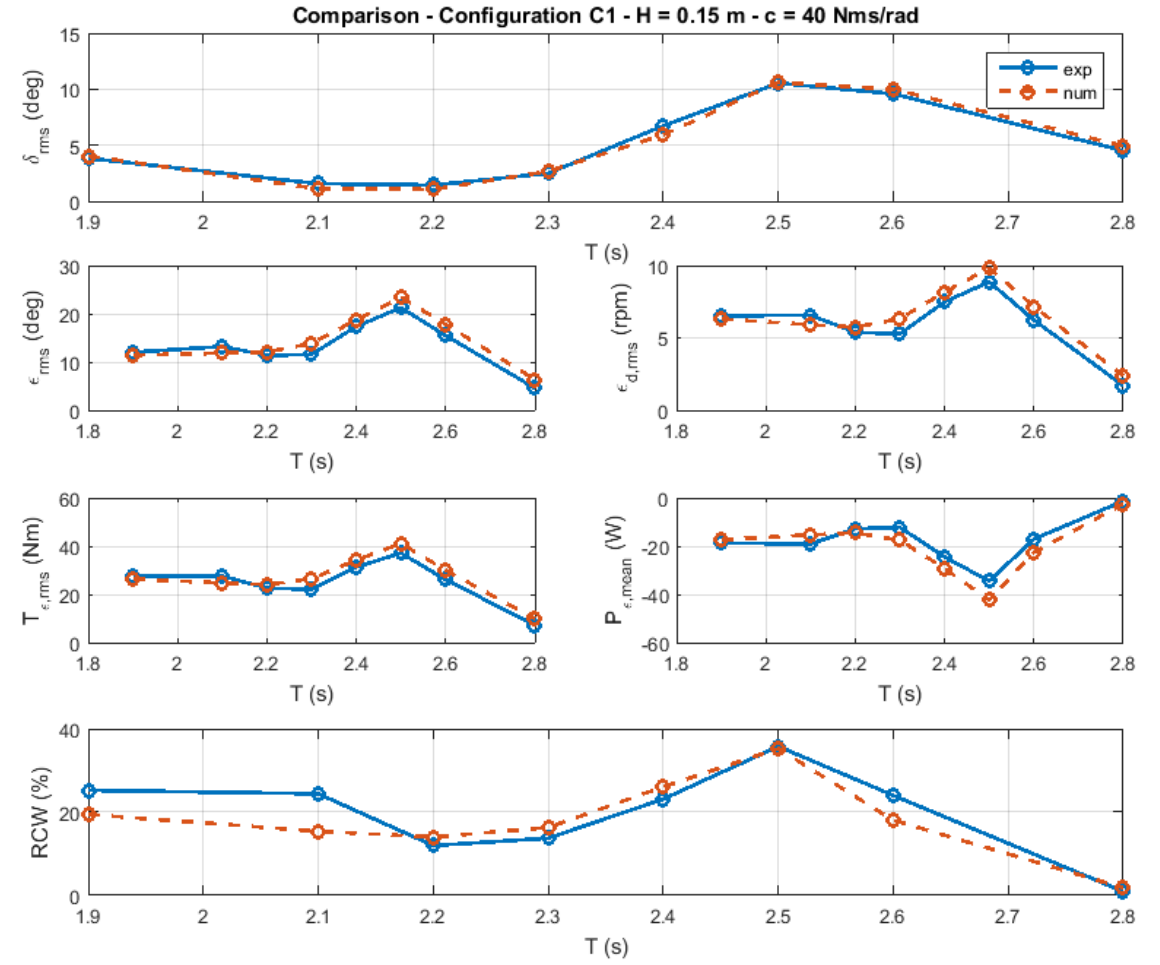 Comparison - Configuration C1 - H = 0.15 m - c = 40 Nms/rad
δrms (deg)
15
10
5
0
exp
num
1.9 2 2.1 2.2 2.3 2.4 2.5 2.6 2.7 2.8
T (s)
ϵrms (deg)
30
20
10
0
1.8 2 2.2 2.4 2.6 2.8
T (s)
ϵd,rms (rpm)
10
5
0
1.8 2 2.2 2.4 2.6 2.8
T (s)
Tϵ,rms (Nm)
60
40
20
0
1.8 2 2.2 2.4 2.6 2.8
T (s)
Pϵ,mean (W)
0
-20
-40
-60
1.8 2 2.2 2.4 2.6 2.8
T (s)
RCW (%)
40
20
0
1.9 2 2.1 2.2 2.3 2.4 2.5 2.6 2.7 2.8
T (s)